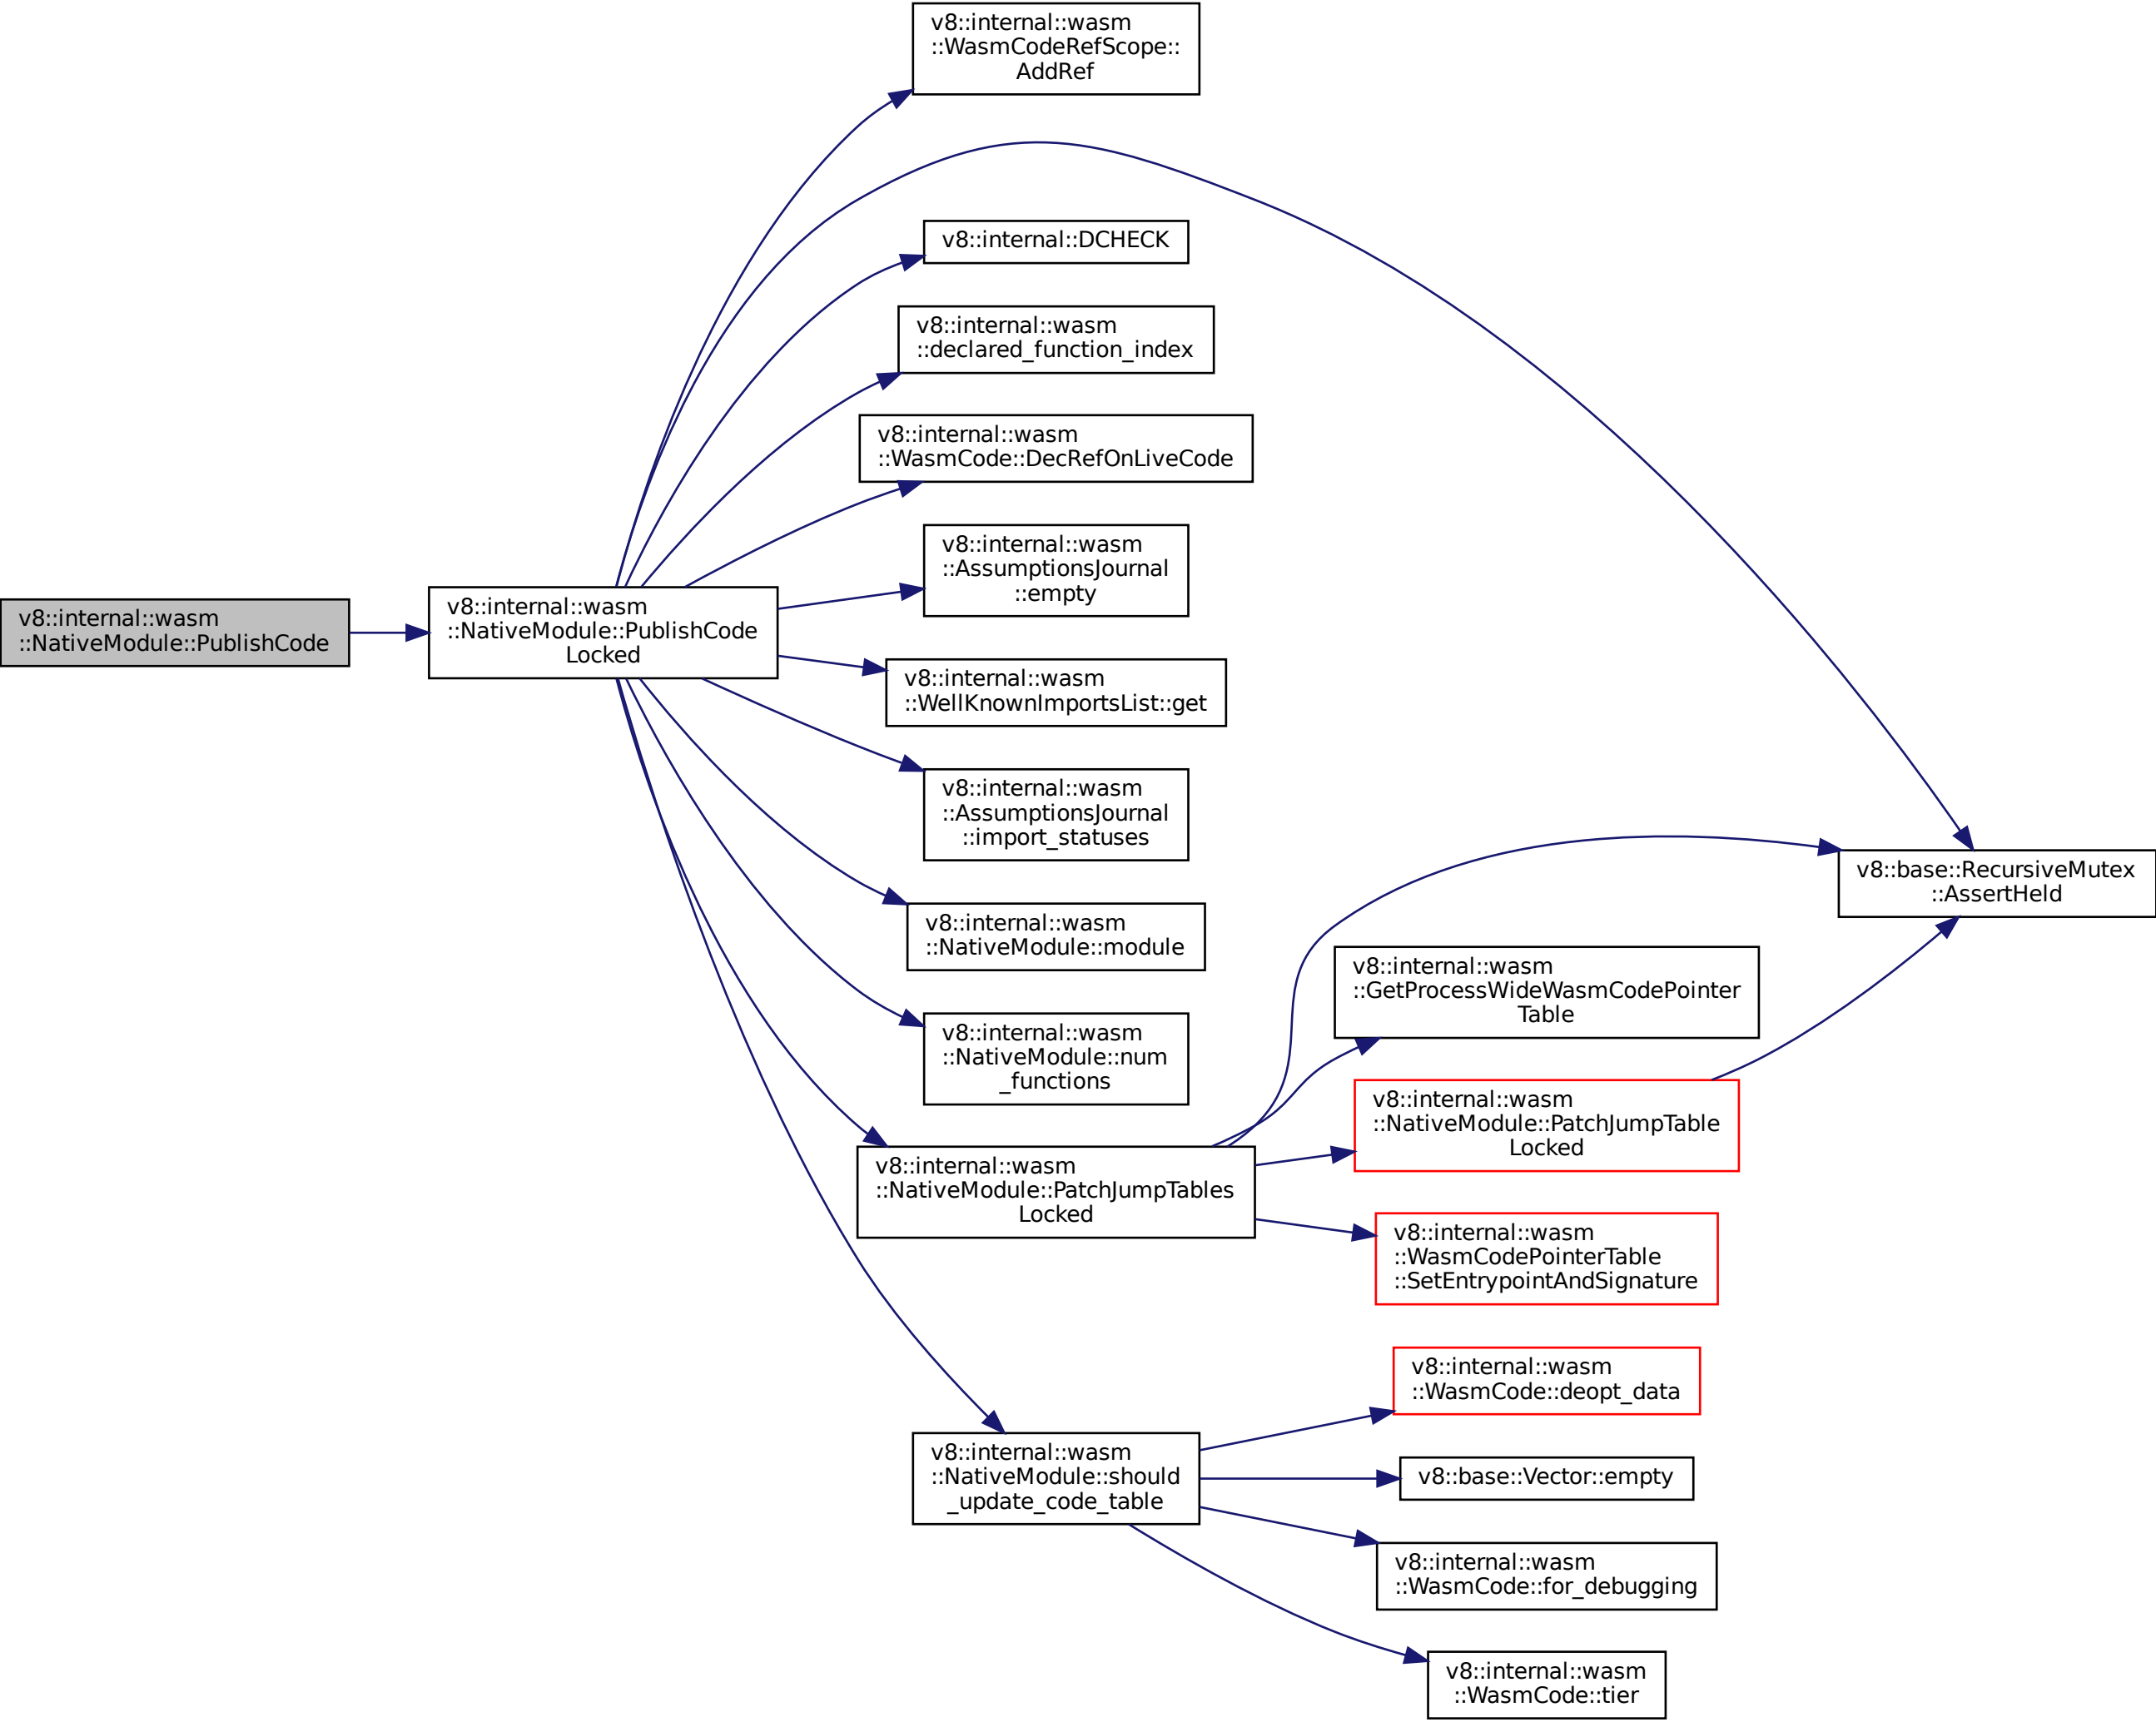 v8::internal::wasm
::WasmCodeRefScope::
AddRef
v8::internal::DCHECK
v8::internal::wasm
::declared_function_index
v8::internal::wasm
::WasmCode::DecRefOnLiveCode
v8::internal::wasm
::AssumptionsJournal
::empty
v8::internal::wasm
::NativeModule::PublishCode
v8::internal::wasm
::NativeModule::PublishCode
Locked
v8::internal::wasm
::WellKnownImportsList::get
v8::internal::wasm
::AssumptionsJournal
::import_statuses
v8::base::RecursiveMutex
::AssertHeld
v8::internal::wasm
::NativeModule::module
v8::internal::wasm
::GetProcessWideWasmCodePointer
Table
v8::internal::wasm
::NativeModule::num
_functions
v8::internal::wasm
::NativeModule::PatchJumpTable
Locked
v8::internal::wasm
::NativeModule::PatchJumpTables
Locked
v8::internal::wasm
::WasmCodePointerTable
::SetEntrypointAndSignature
v8::internal::wasm
::WasmCode::deopt_data
v8::internal::wasm
::NativeModule::should
_update_code_table
v8::base::Vector::empty
v8::internal::wasm
::WasmCode::for_debugging
v8::internal::wasm
::WasmCode::tier